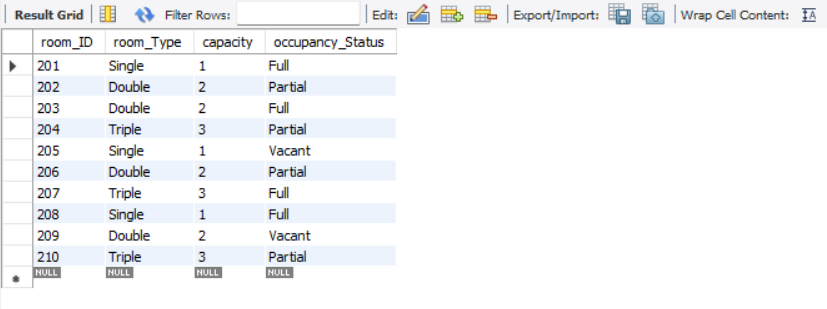 Result Grid Filter Rows: Edit: Export/Import: Wrap Cell Content: IA
room_ID room_Type capacity occupancy_Status
201 Single 1 Full
202 Double 2 Partial
203 Double 2 Full
204 Triple 3 Partial
205 Single 1 Vacant
206 Double 2 Partial
207 Triple 3 Full
208 Single 1 Full
209 Double 2 Vacant
210 Triple 3 Partial
NULL NULL NULL NULL